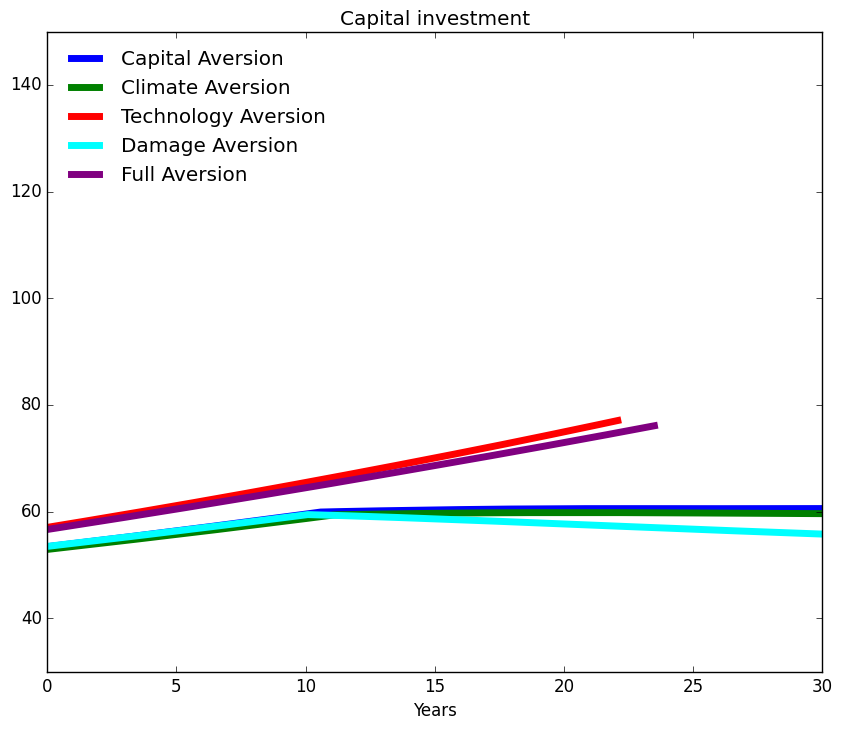 Capital investment
Capital Aversion
Climate Aversion
Technology Aversion
Damage Aversion
Full Aversion
140
120
100
80
60
40
0 5 10 15 20 25 30
Years